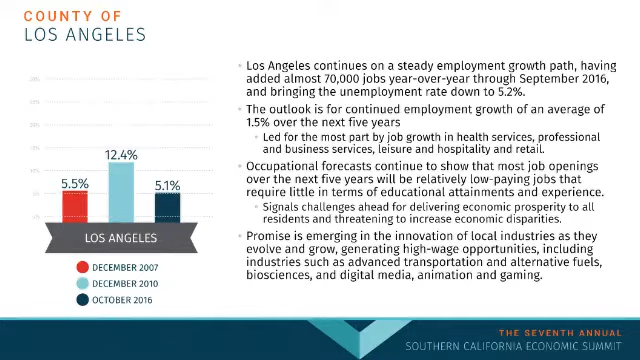 COUNTY OF
LOS ANGELES
12.4%
5.5%
5.1%
LOS ANGELES
DECEMBER 2007
DECEMBER 2010
OCTOBER 2016
• Los Angeles continues on a steady employment growth path, having
added almost 70,000 jobs year-over-year through September 2016,
and bringing the unemployment rate down to 5.2%.
• The outlook is for continued employment growth of an average of
1.5% over the next five years
• Led for the most part by job growth in health services, professional
and business services, leisure and hospitality and retail.
• Occupational forecasts continue to show that most job openings
over the next five years will be relatively low-paying jobs that
require little in terms of educational attainments and experience.
• Signals challenges ahead for delivering economic prosperity to all
residents and threatening to increase economic disparities.
• Promise is emerging in the innovation of local industries as they
evolve and grow, generating high-wage opportunities, including
industries such as advanced transportation and alternative fuels,
biosciences, and digital media, animation and gaming.
THE SEVENTH ANNUAL
SOUTHERN CALIFORNIA ECONOMIC SUMMIT